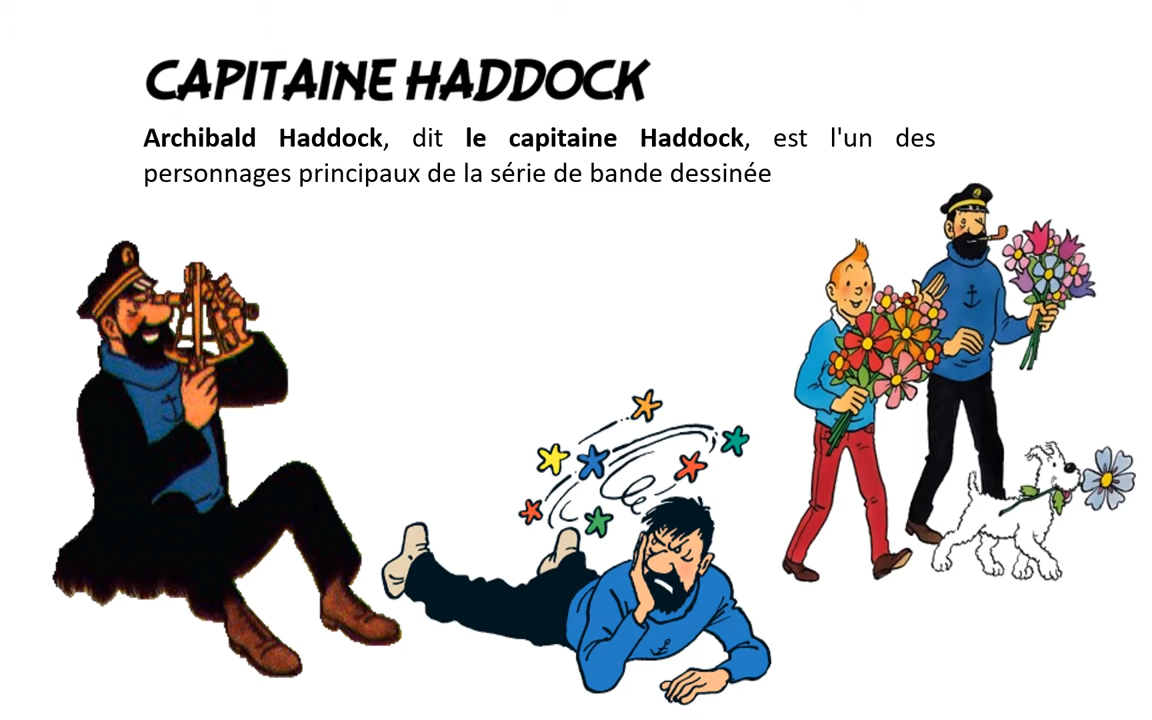 CAPITAINE HADDOCK
Archibald Haddock, dit le capitaine Haddock, est l'un des
personnages principaux de la série de bande dessinée